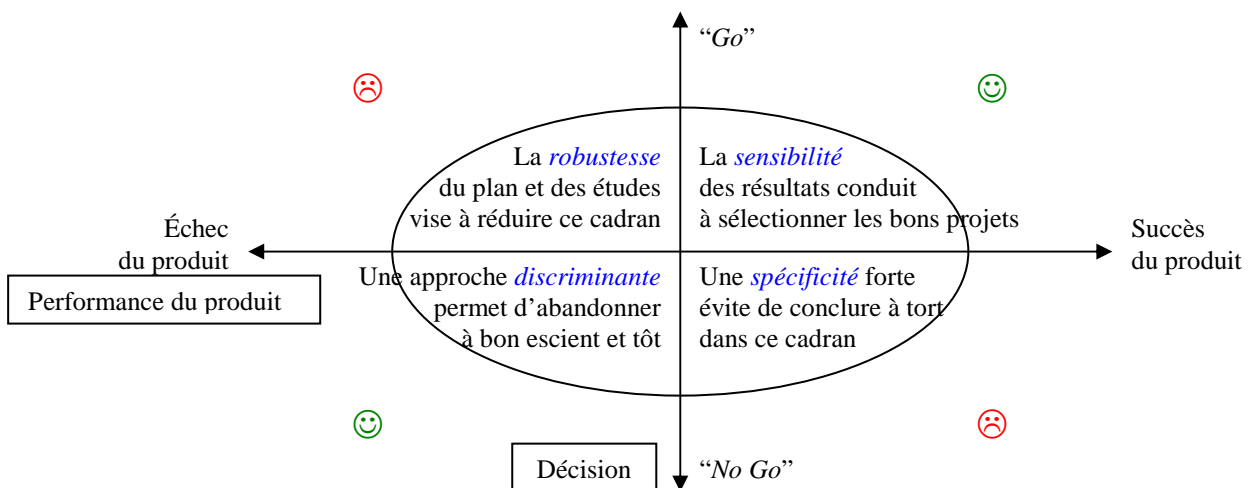 “Go”
La robustesse
du plan et des études
vise à réduire ce cadran
La sensibilité
des résultats conduit
à sélectionner les bons projets
Échec
du produit
Succès
du produit
Performance du produit
Une approche discriminante
permet d’abandonner
à bon escient et tôt
Une spécificité forte
évite de conclure à tort
dans ce cadran
Décision
“No Go”